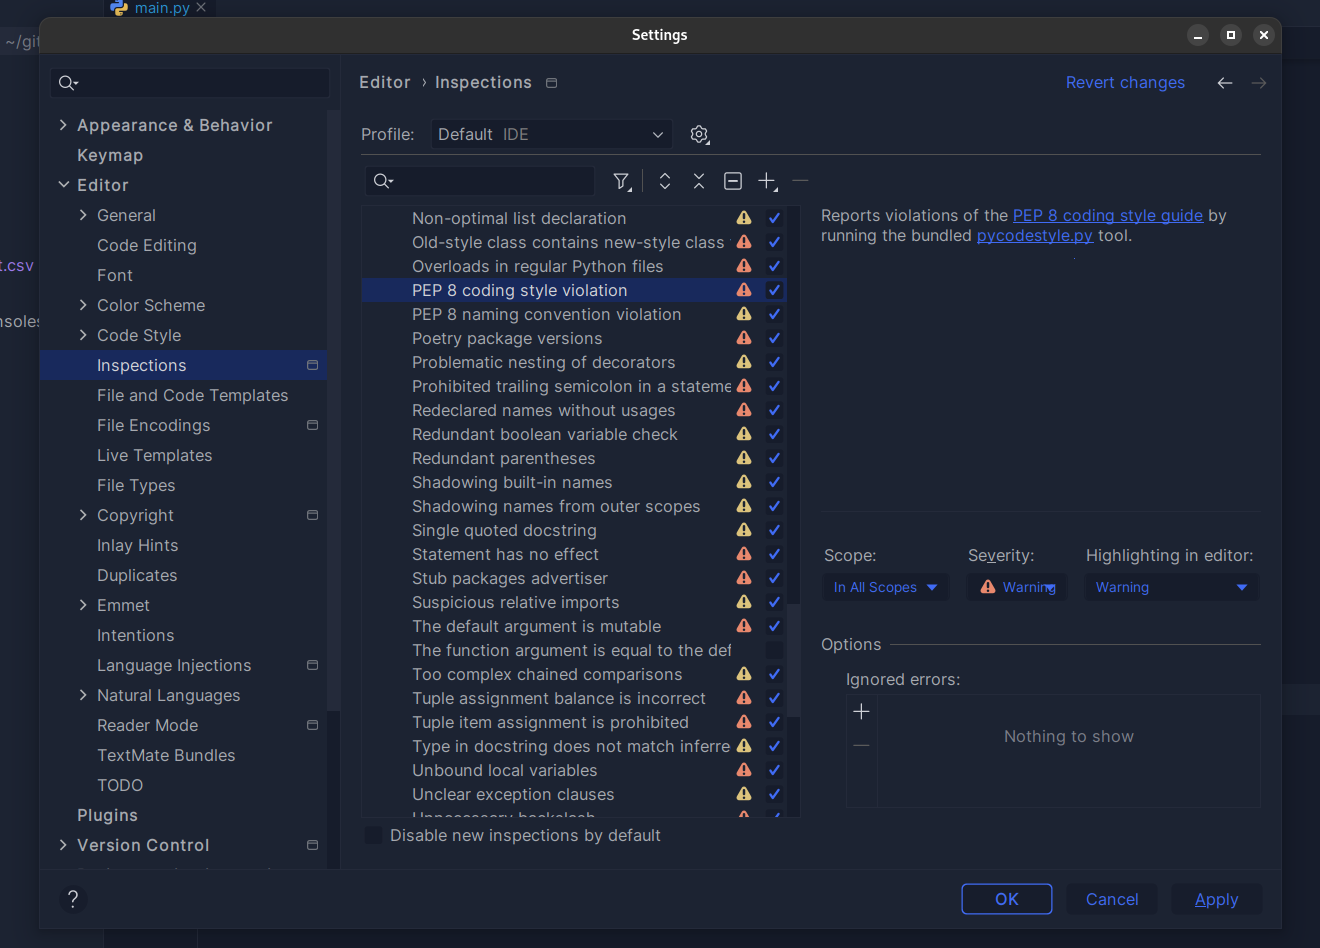 main.py
~/git
Settings
Editor › Inspections
Revert changes
Appearance & Behavior
Keymap
Editor
General
Code Editing
Font
Color Scheme
Code Style
Inspections
File and Code Templates
File Encodings
Live Templates
File Types
Copyright
Inlay Hints
Duplicates
Emmet
Intentions
Language Injections
Natural Languages
Reader Mode
TextMate Bundles
TODO
Plugins
Version Control
t.csv
nsoles
Profile:
Default IDE
Non-optimal list declaration
Old-style class contains new-style class
Overloads in regular Python files
PEP 8 coding style violation
PEP 8 naming convention violation
Poetry package versions
Problematic nesting of decorators
Prohibited trailing semicolon in a stateme
Redeclared names without usages
Redundant boolean variable check
Redundant parentheses
Shadowing built-in names
Shadowing names from outer scopes
Single quoted docstring
Statement has no effect
Stub packages advertiser
Suspicious relative imports
The default argument is mutable
The function argument is equal to the def
Too complex chained comparisons
Tuple assignment balance is incorrect
Tuple item assignment is prohibited
Type in docstring does not match inferre
Unbound local variables
Unclear exception clauses
Disable new inspections by default
Reports violations of the PEP 8 coding style guide by
running the bundled pycodestyle.py tool.
Scope:
Severity:
Highlighting in editor:
In All Scopes
Warning
Warning
Options
Ignored errors:
Nothing to show
?
OK
Cancel
Apply